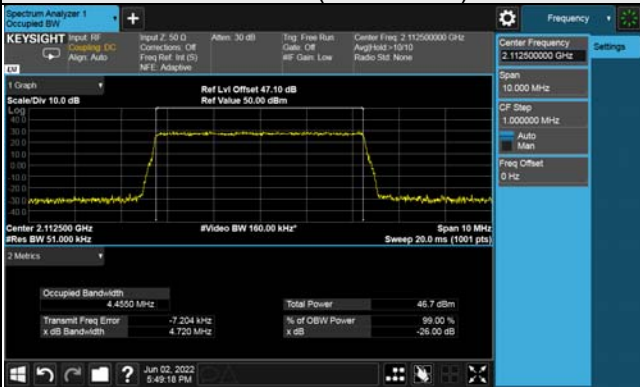 Spectrum Analyzer 1
Occupied BW
+
Frequency
KEYSIGHT
Input: RF
Coupling: DC
Align: Auto
Input Z: 50 Ω
Corrections: Off
Freq Ref: Int (S)
NFE: Adaptive
Atten: 30 dB
Trig: Free Run
Gate: Off
#IF Gain: Low
Center Freq: 2.112500000 GHz
Avg|Hold:>10/10
Radio Std: None
Center Frequency
2.112500000 GHz
Settings
Span
10.000 MHz
CF Step
1.000000 MHz
Auto
Man
Freq Offset
0 Hz
1 Graph
Scale/Div 10.0 dB
Ref Lvl Offset 47.10 dB
Ref Value 50.00 dBm
Log
40.0
30.0
20.0
10.0
0.00
-10.0
-20.0
-30.0
-40.0
Center 2.112500 GHz
#Res BW 51.000 kHz
#Video BW 160.00 kHz*
Span 10 MHz
Sweep 20.0 ms (1001 pts)
2 Metrics
Occupied Bandwidth
4.4550 MHz
Total Power 46.7 dBm
Transmit Freq Error -7.204 kHz
% of OBW Power 99.00 %
x dB Bandwidth 4.720 MHz
x dB -26.00 dB
?
Jun 02, 2022
5:49:18 PM